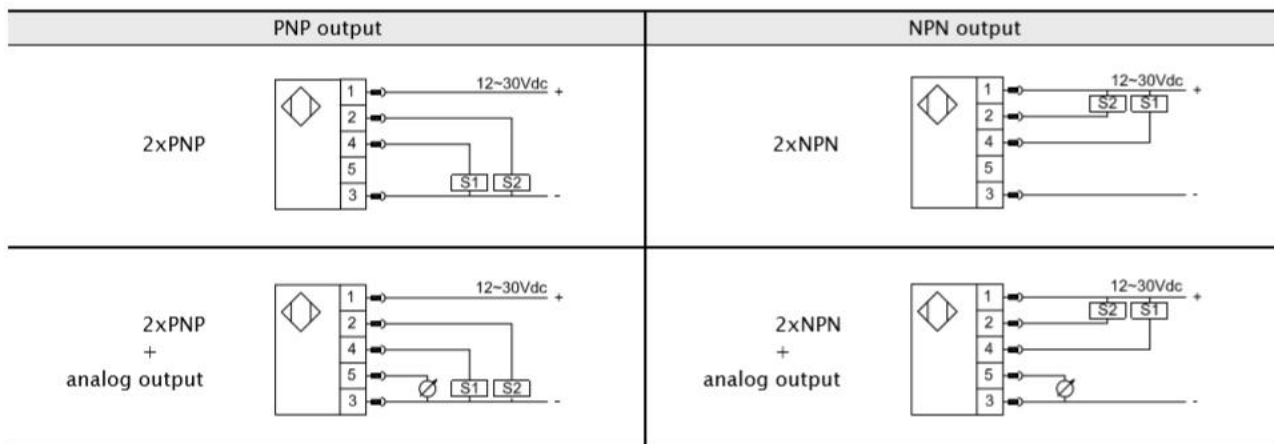 PNP output
NPN output
2xPNP
1
12~30Vdc +
2
4
5
S1 S2
3
-
2xNPN
1
12~30Vdc +
S2 S1
2
4
5
3
-
2xPNP
+
analog output
1
12~30Vdc +
2
4
5
S1 S2
3
-
2xNPN
+
analog output
1
12~30Vdc +
S2 S1
2
4
5
3
-